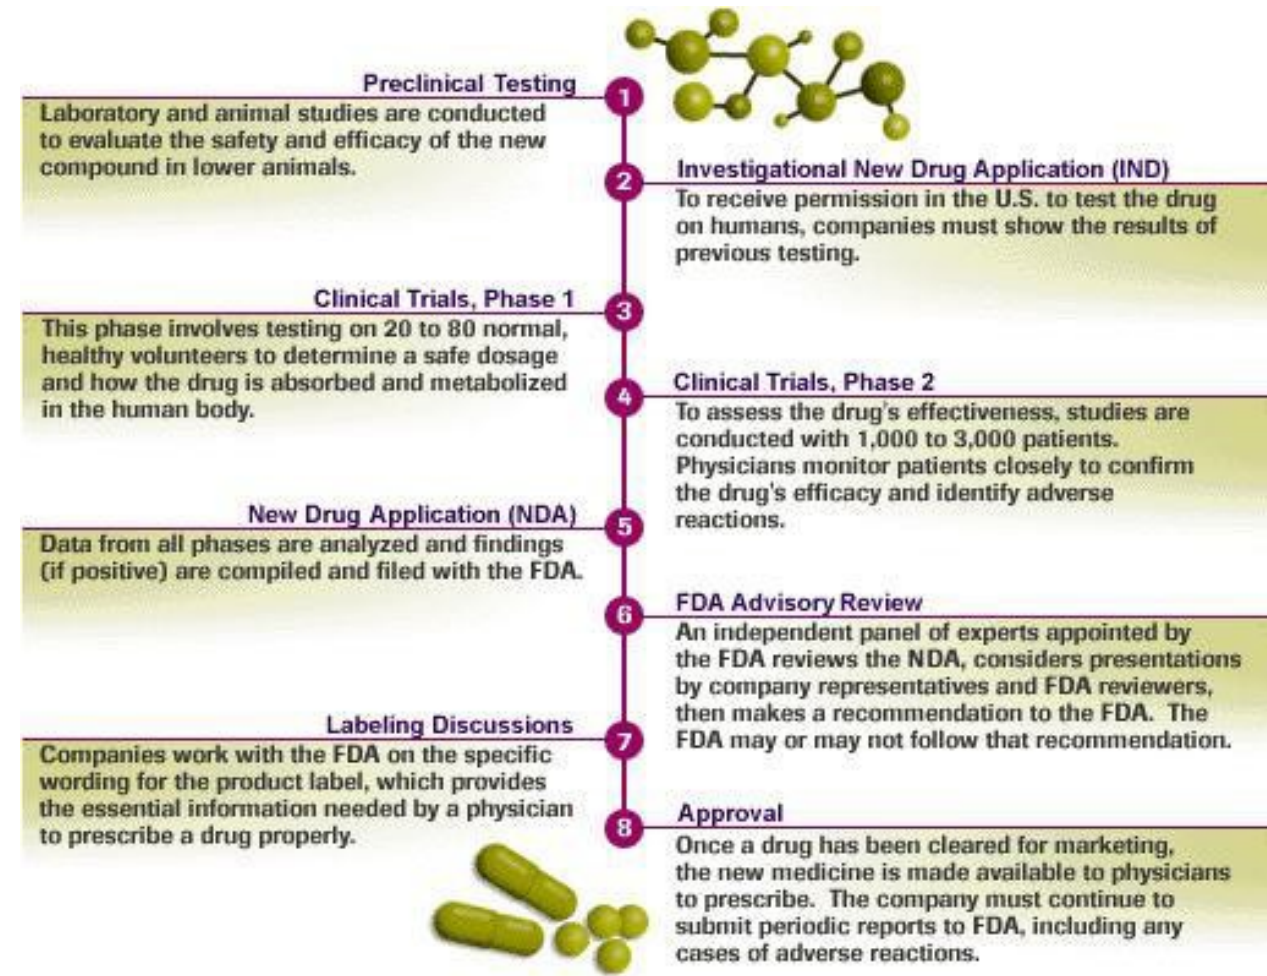 Preclinical Testing
1
Laboratory and animal studies are conducted
to evaluate the safety and efficacy of the new
compound in lower animals.
2
Investigational New Drug Application (IND)
To receive permission in the U.S. to test the drug
on humans, companies must show the results of
previous testing.
Clinical Trials, Phase 1
3
This phase involves testing on 20 to 80 normal,
healthy volunteers to determine a safe dosage
and how the drug is absorbed and metabolized
in the human body.
4
Clinical Trials, Phase 2
To assess the drug's effectiveness, studies are
conducted with 1,000 to 3,000 patients.
Physicians monitor patients closely to confirm
the drug's efficacy and identify adverse
reactions.
New Drug Application (NDA)
5
Data from all phases are analyzed and findings
(if positive) are compiled and filed with the FDA.
6
FDA Advisory Review
An independent panel of experts appointed by
the FDA reviews the NDA, considers presentations
by company representatives and FDA reviewers,
then makes a recommendation to the FDA. The
FDA may or may not follow that recommendation.
Labeling Discussions
7
Companies work with the FDA on the specific
wording for the product label, which provides
the essential information needed by a physician
to prescribe a drug properly.
8
Approval
Once a drug has been cleared for marketing,
the new medicine is made available to physicians
to prescribe. The company must continue to
submit periodic reports to FDA, including any
cases of adverse reactions.